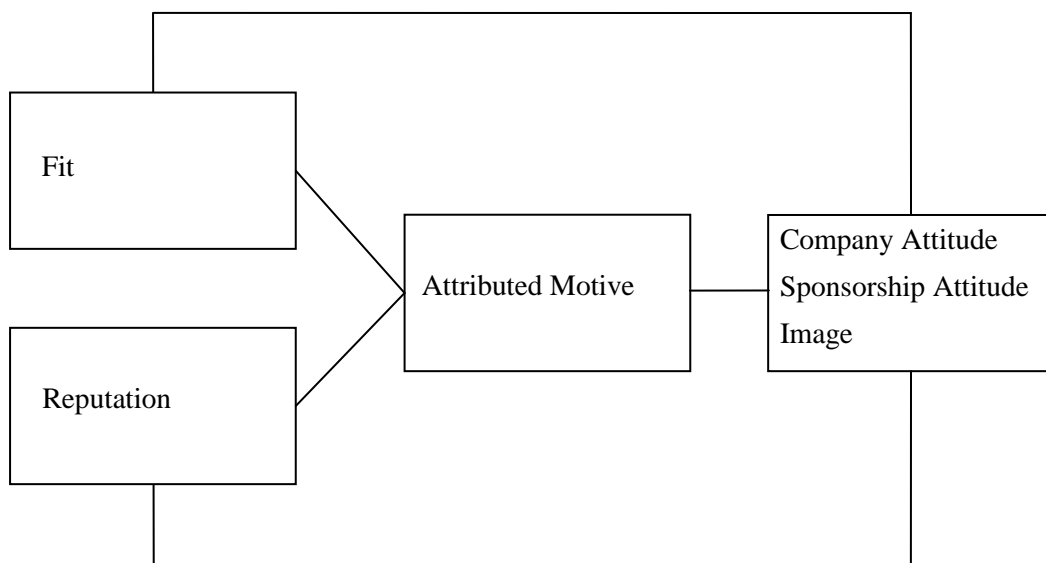 Fit
Reputation
Attributed Motive
Company Attitude
Sponsorship Attitude
Image